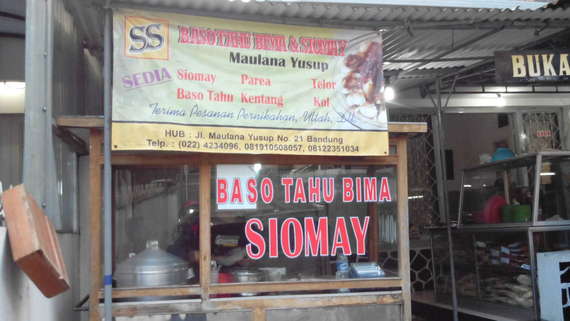 SS
BASO TAHU BIMA & SIOMAY
Maulana Yusup
SEDIA
Siomay Parea Telor
Baso Tahu Kentang Kol
Terima Pesanan Pernikahan, Ultah, Dll
HUB : Jl. Maulana Yusup No. 21 Bandung
Telp. : (022) 4234096, 081910508057, 08122351034
BUKA
BASO TAHU BIMA
SIOMAY